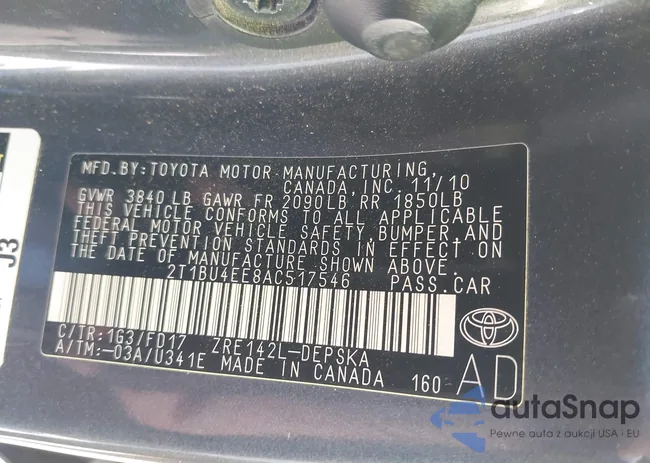 MFD.BY:TOYOTA MOTOR MANUFACTURING,
CANADA,INC. 11/10
GVWR 3840 LB GAWR FR 2090LB RR 1850LB
THIS VEHICLE CONFORMS TO ALL APPLICABLE
FEDERAL MOTOR VEHICLE SAFETY, BUMPER, AND
THEFT PREVENTION STANDARDS IN EFFECT ON
THE DATE OF MANUFACTURE SHOWN ABOVE.
2T1BU4EE8AC517546 PASS.CAR
C/TR:1G3/FD17 ZRE142L-DEPSKA
A/TM:-03A/U341E MADE IN CANADA 160
AD
J3
autaSnap
Pewne auta z aukcji USA i EU